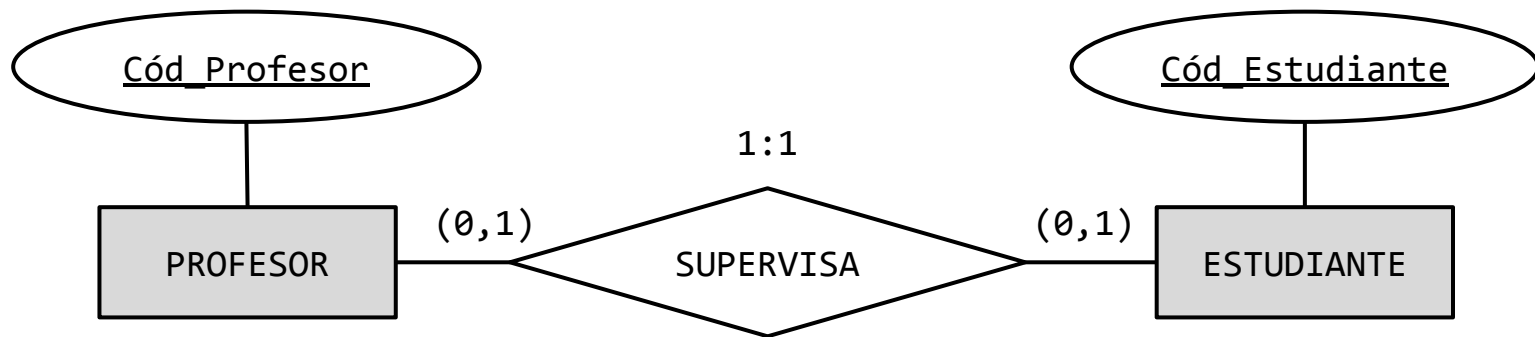 Cód_Profesor
Cód_Estudiante
1:1
(0,1)
(0,1)
PROFESOR
SUPERVISA
ESTUDIANTE